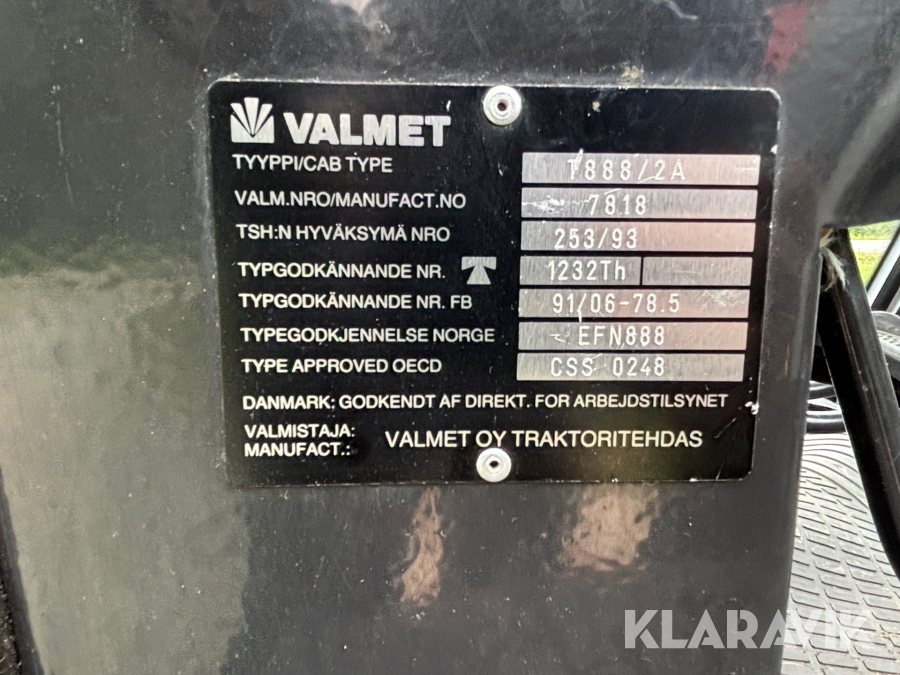 VALMET
TYYPPI/CAB TYPE T888/2A
VALM.NRO/MANUFACT.NO 7818
TSH:N HYVÄKSYMÄ NRO 253/93
TYPGODKÄNNANDE NR. 1232Th
TYPGODKÄNNANDE NR. FB 91/06-78.5
TYPEGODKJENNELSE NORGE EFN888
TYPE APPROVED OECD CSS 0248
DANMARK: GODKENDT AF DIREKT. FOR ARBEJDSTILSYNET
VALMISTAJA:
MANUFACT.: VALMET OY TRAKTORITEHDAS
KLARAVIK